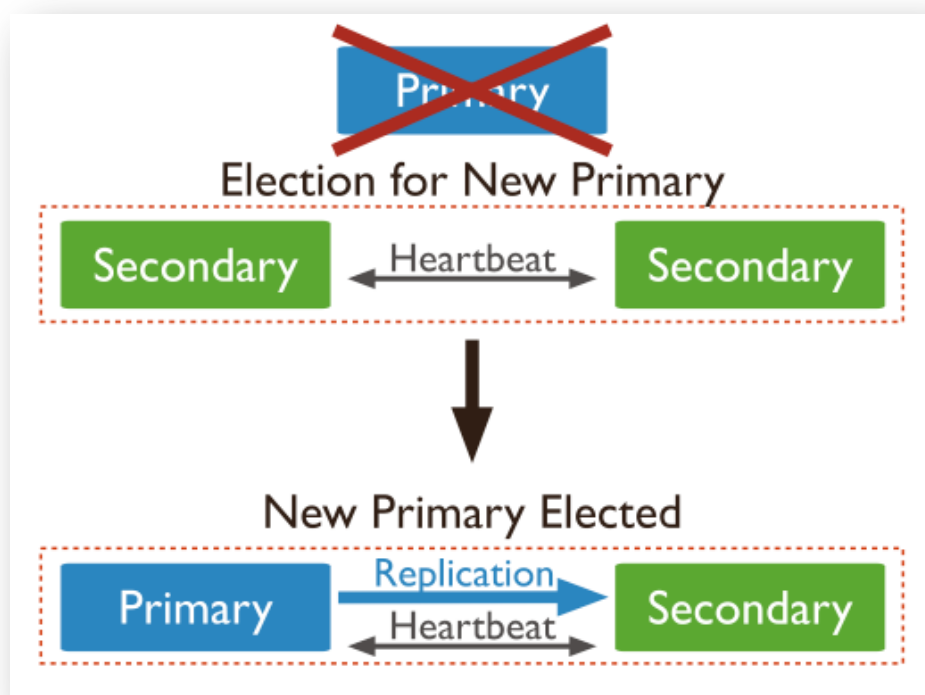 Primary
Election for New Primary
Secondary Heartbeat Secondary
New Primary Elected
Replication
Primary Heartbeat Secondary